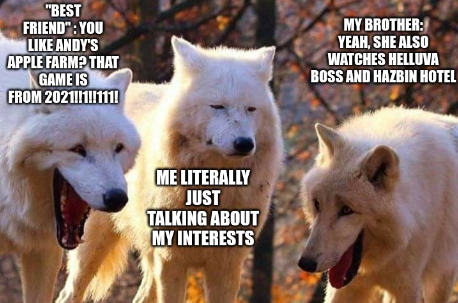 "BEST
FRIEND" : YOU
LIKE ANDY'S
APPLE FARM? THAT
GAME IS
FROM 2021!!1!!111!
MY BROTHER:
YEAH, SHE ALSO
WATCHES HELLUVA
BOSS AND HAZBIN HOTEL
ME LITERALLY
JUST
TALKING ABOUT
MY INTERESTS